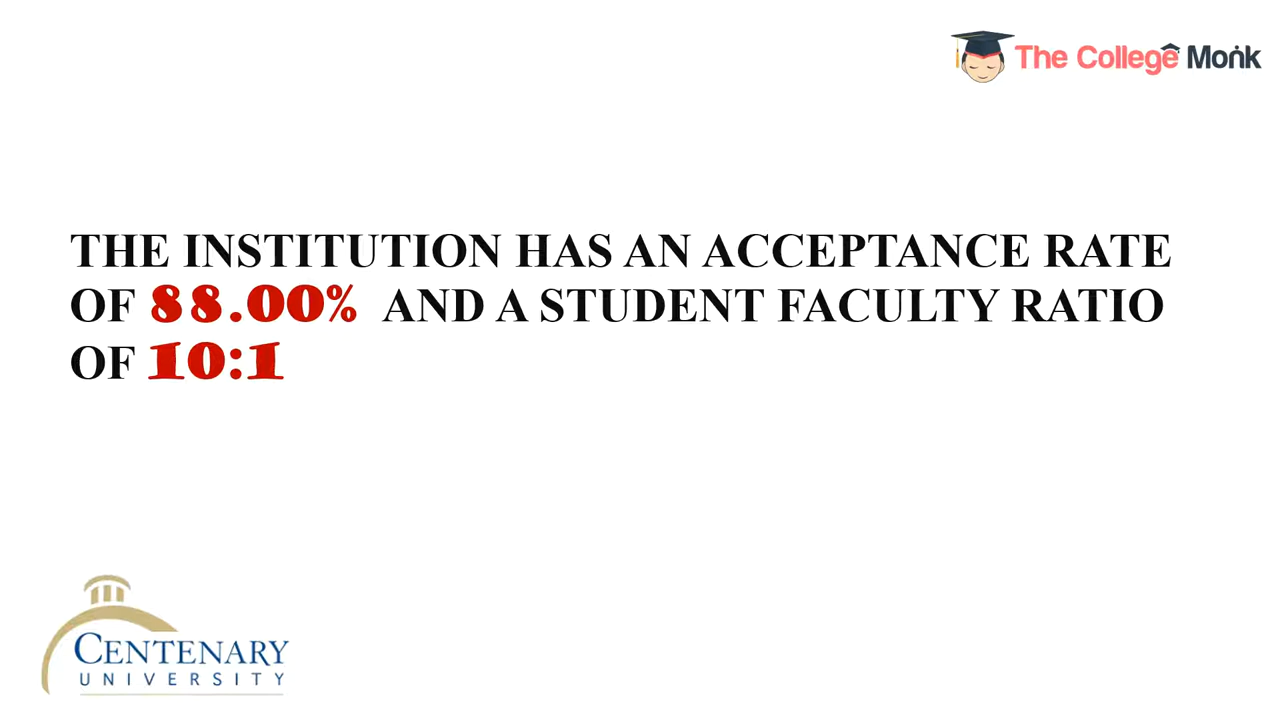 The College Monk
THE INSTITUTION HAS AN ACCEPTANCE RATE
OF 88.00% AND A STUDENT FACULTY RATIO
OF 10:1
CENTENARY
UNIVERSITY